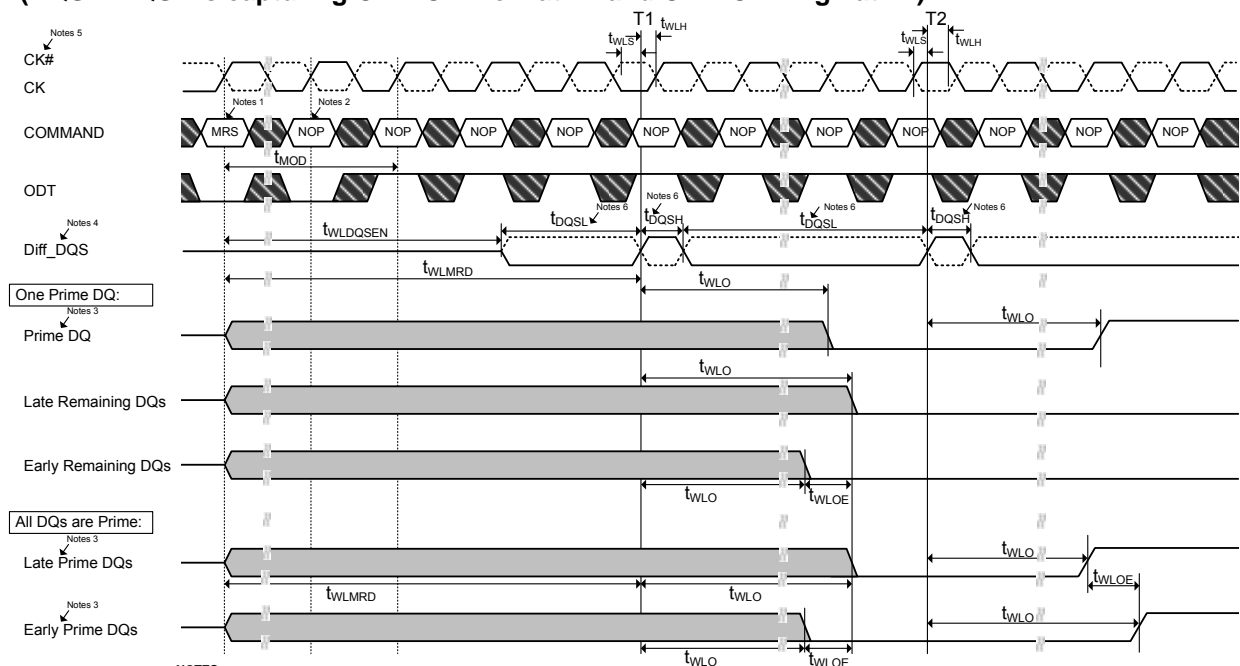 is capturing
T1 T2
Notes 5
tWLS tWLH tWLS tWLH
CK#
CK
Notes 1 Notes 2
COMMAND MRS NOP NOP NOP NOP NOP NOP NOP NOP NOP NOP NOP
tMOD
ODT
Notes 4 Notes 6 Notes 6 Notes 6 Notes 6
tDQSL tDQSH tDQSL tDQSH
Diff_DQS tWLDQSEN
tWLMRD
tWLO
One Prime DQ:
Notes 3
Prime DQ tWLO
tWLO
Late Remaining DQs
Early Remaining DQs
tWLO tWLOE
All DQs are Prime:
Notes 3
Late Prime DQs tWLO
tWLMRD tWLO tWLOE
Notes 3
Early Prime DQs tWLO
tWLO tWLOE